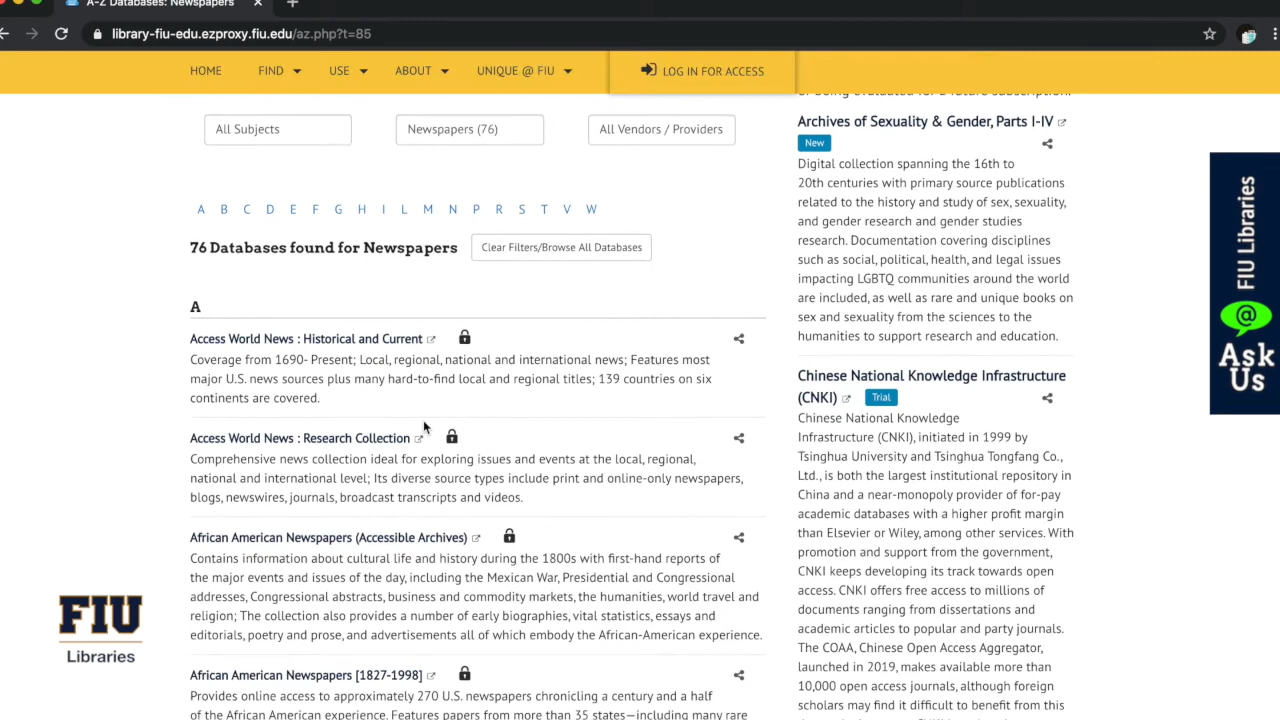 A-Z Databases: Newspapers
library-fiu-edu.ezproxy.fiu.edu/az.php?t=85
HOME FIND USE ABOUT UNIQUE @ FIU LOG IN FOR ACCESS
All Subjects Newspapers (76) All Vendors / Providers
A B C D E F G H I L M N P R S T V W
76 Databases found for Newspapers Clear Filters/Browse All Databases
A
Access World News : Historical and Current
Coverage from 1690- Present; Local, regional, national and international news; Features most
major U.S. news sources plus many hard-to-find local and regional titles; 139 countries on six
continents are covered.
Access World News : Research Collection
Comprehensive news collection ideal for exploring issues and events at the local, regional,
national and international level; Its diverse source types include print and online-only newspapers,
blogs, newswires, journals, broadcast transcripts and videos.
African American Newspapers (Accessible Archives)
Contains information about cultural life and history during the 1800s with first-hand reports of
the major events and issues of the day, including the Mexican War, Presidential and Congressional
addresses, Congressional abstracts, business and commodity markets, the humanities, world travel and
religion; The collection also provides a number of early biographies, vital statistics, essays and
editorials, poetry and prose, and advertisements all of which embody the African-American experience.
African American Newspapers [1827-1998]
Provides online access to approximately 270 U.S. newspapers chronicling a century and a half
of the African American experience. Features papers from more than 35 states—including many rare
of being evaluated for a future subscription.
Archives of Sexuality & Gender, Parts I-IV
New
Digital collection spanning the 16th to
20th centuries with primary source publications
related to the history and study of sex, sexuality,
and gender research and gender studies
research. Documentation covering disciplines
such as social, political, health, and legal issues
impacting LGBTQ communities around the world
are included, as well as rare and unique books on
sex and sexuality from the sciences to the
humanities to support research and education.
Chinese National Knowledge Infrastructure
(CNKI) Trial
Chinese National Knowledge
Infrastructure (CNKI), initiated in 1999 by
Tsinghua University and Tsinghua Tongfang Co.,
Ltd., is both the largest institutional repository in
China and a near-monopoly provider of for-pay
academic databases with a higher profit margin
than Elsevier or Wiley, among other services. With
promotion and support from the government,
CNKI keeps developing its track towards open
access. CNKI offers free access to millions of
documents ranging from dissertations and
academic articles to popular and party journals.
The COAA, Chinese Open Access Aggregator,
launched in 2019, makes available more than
10,000 open access journals, although foreign
scholars may find it difficult to benefit from this
FIU Libraries
@
Ask
Us
FIU
Libraries